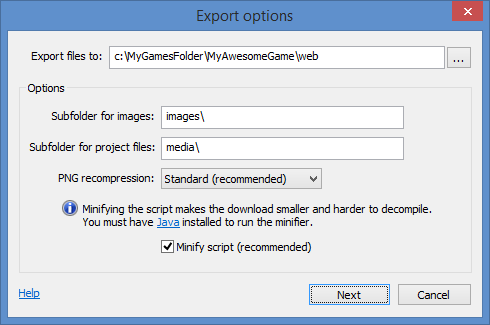 Export options
Export files to: c:\MyGamesFolder\MyAwesomeGame\web ...
Options
Subfolder for images: images\
Subfolder for project files: media\
PNG recompression: Standard (recommended)
Minifying the script makes the download smaller and harder to decompile.
You must have Java installed to run the minifier.
Minify script (recommended)
Help Next Cancel